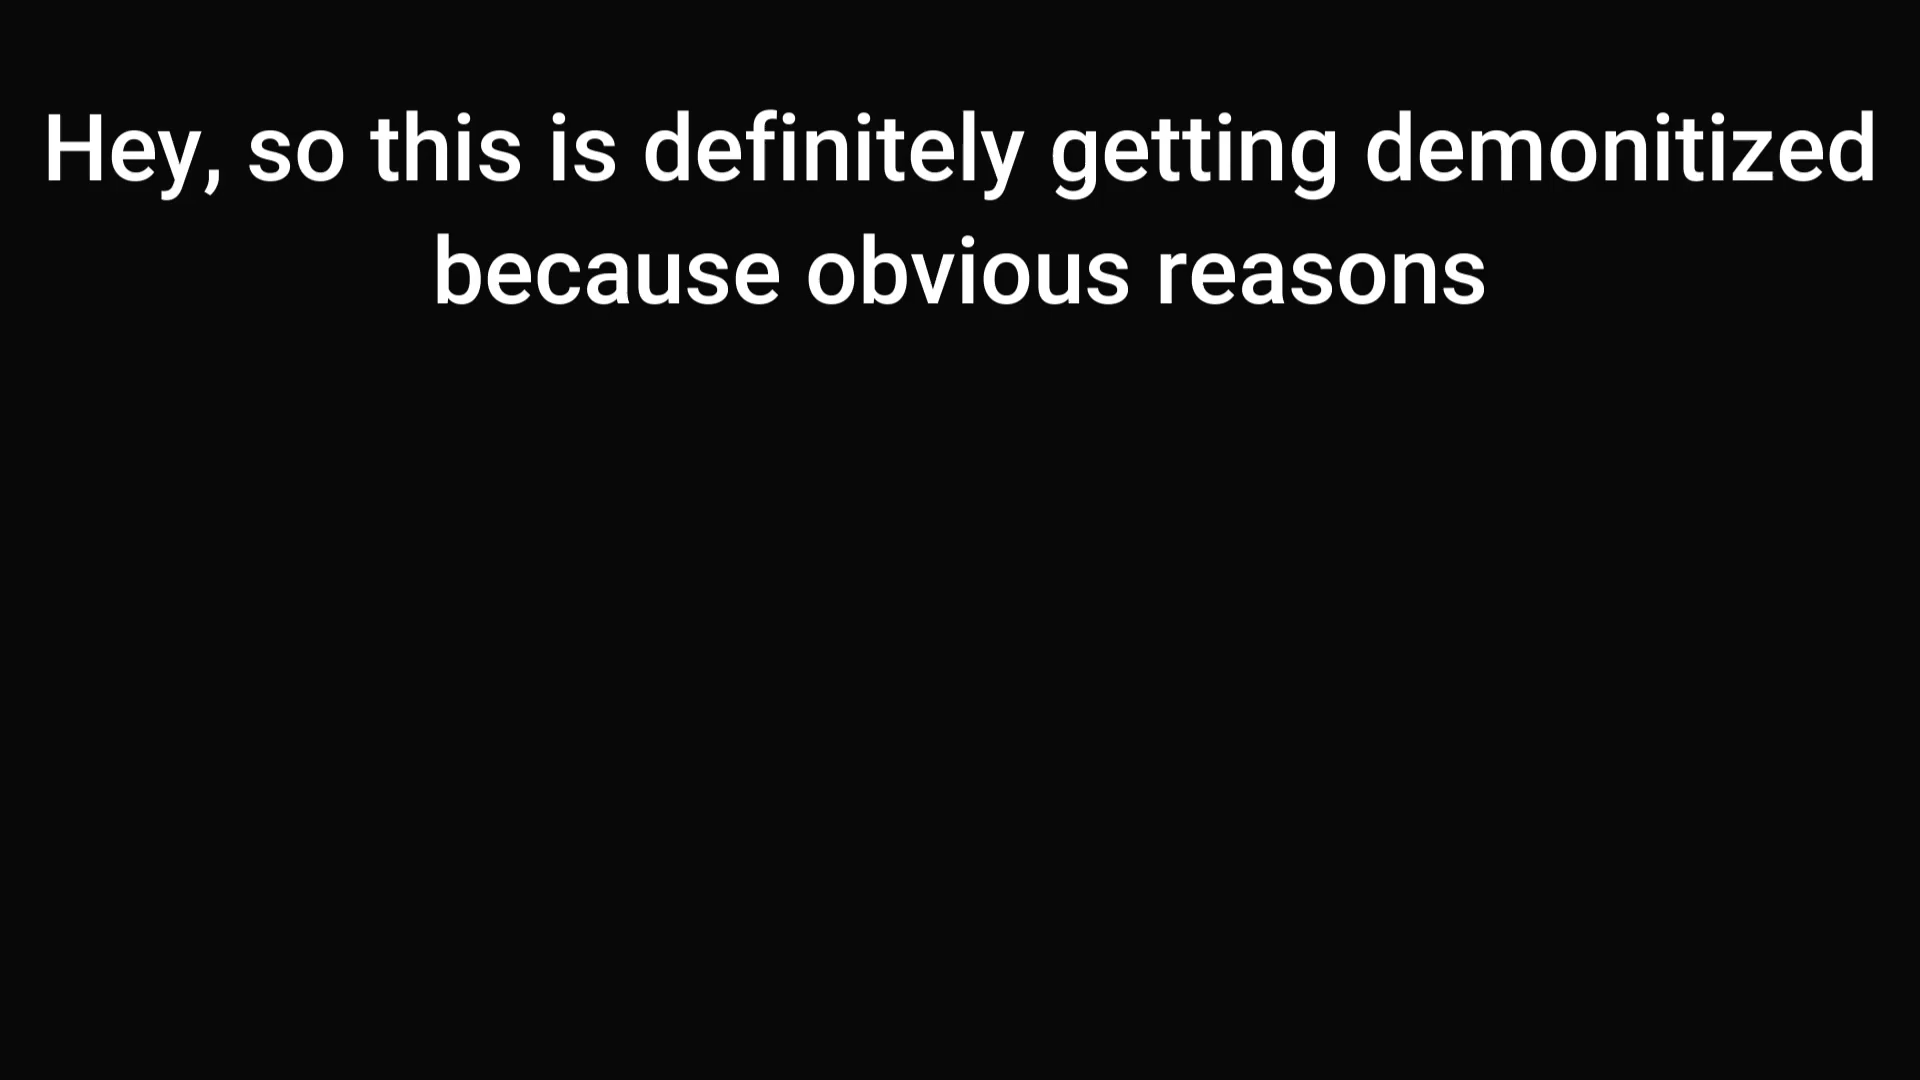 Hey, so this is definitely getting demonitized
because obvious reasons